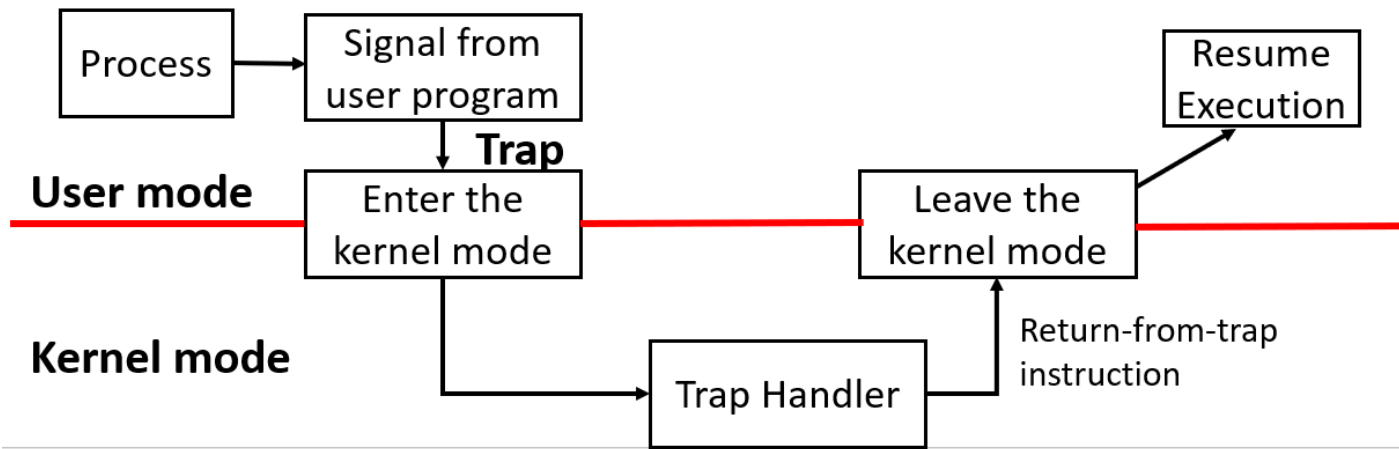 Process
Signal from
user program
Resume
Execution
Trap
User mode
Enter the
kernel mode
Leave the
kernel mode
Kernel mode
Trap Handler
Return-from-trap
instruction